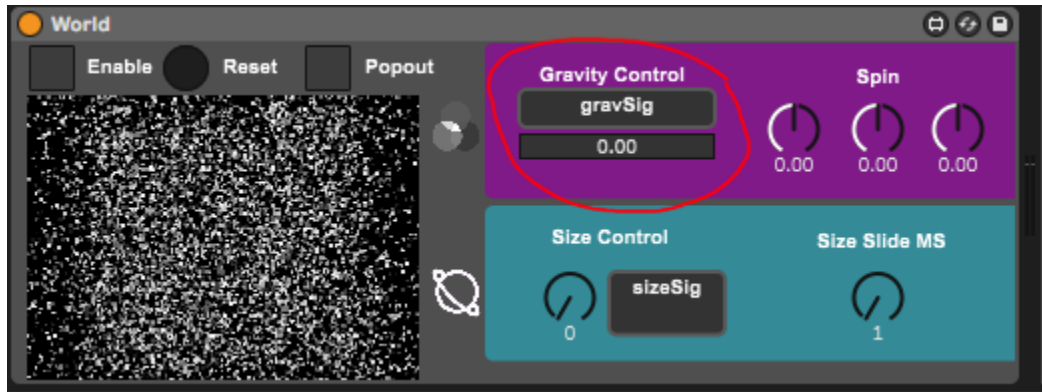 World
Enable
Reset
Popout
Gravity Control
gravSig
0.00
Spin
0.00
0.00
0.00
Size Control
0
sizeSig
Size Slide MS
1